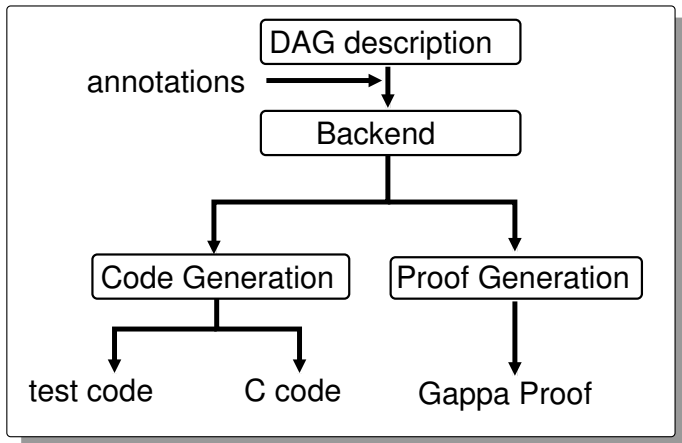 DAG description
annotations
Backend
Code Generation
Proof Generation
test code
C code
Gappa Proof